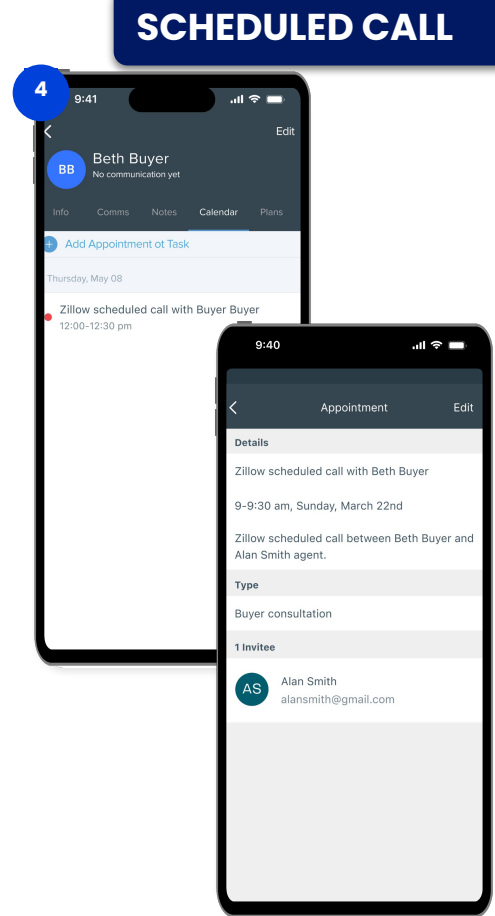 SCHEDULED CALL
4
9:41
Edit
BB
Beth Buyer
No communication yet
Info Comms Notes Calendar Plans
+ Add Appointment ot Task
Thursday, May 08
Zillow scheduled call with Buyer Buyer
12:00-12:30 pm
9:40
Appointment Edit
Details
Zillow scheduled call with Beth Buyer
9-9:30 am, Sunday, March 22nd
Zillow scheduled call between Beth Buyer and
Alan Smith agent.
Type
Buyer consultation
1 Invitee
AS
Alan Smith
alansmith@gmail.com